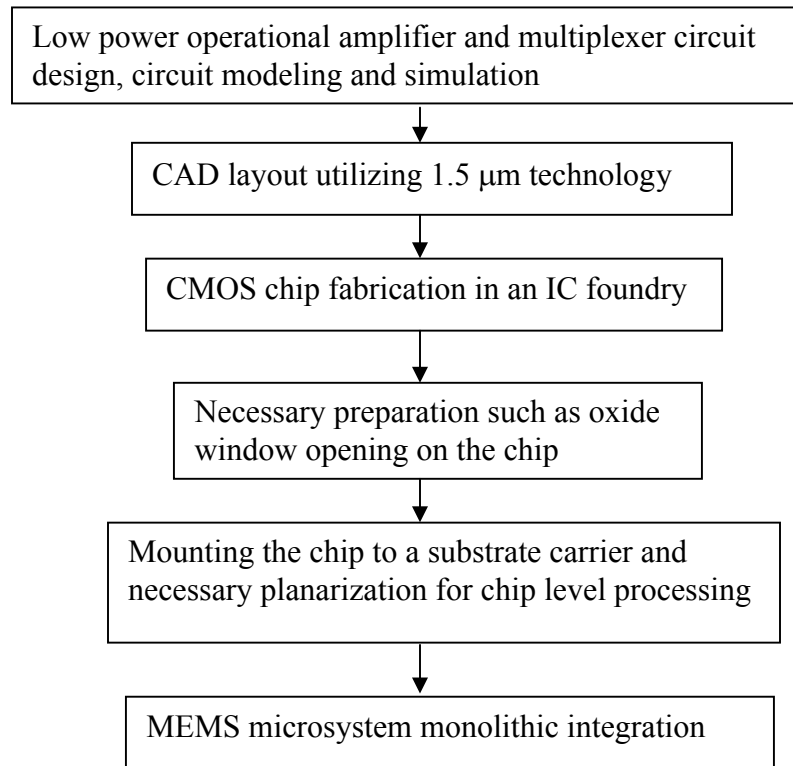 Low power operational amplifier and multiplexer circuit
design, circuit modeling and simulation
CAD layout utilizing 1.5 μm technology
CMOS chip fabrication in an IC foundry
Necessary preparation such as oxide
window opening on the chip
Mounting the chip to a substrate carrier and
necessary planarization for chip level processing
MEMS microsystem monolithic integration